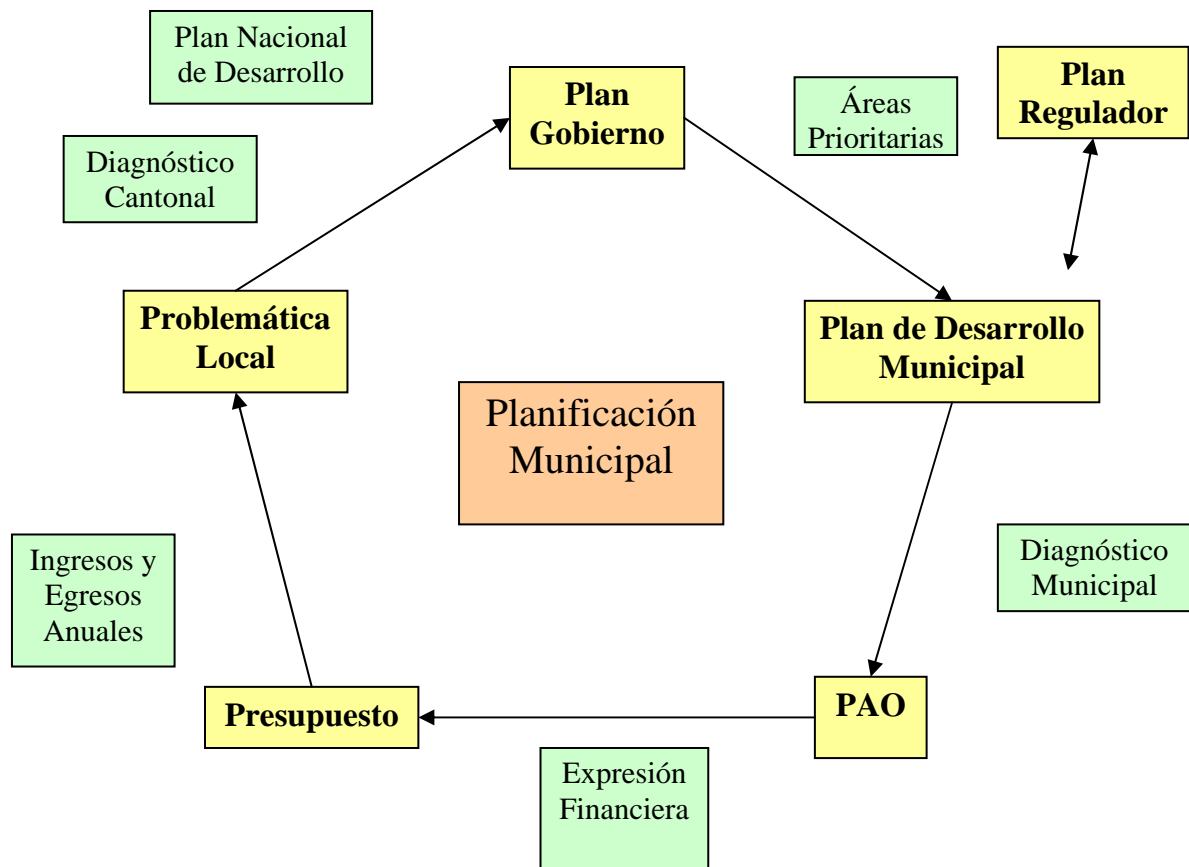 Plan Nacional
de Desarrollo
Plan
Gobierno
Áreas
Prioritarias
Plan
Regulador
Diagnóstico
Cantonal
Problemática
Local
Plan de Desarrollo
Municipal
Planificación
Municipal
Ingresos y
Egresos
Anuales
Diagnóstico
Municipal
Presupuesto
PAO
Expresión
Financiera